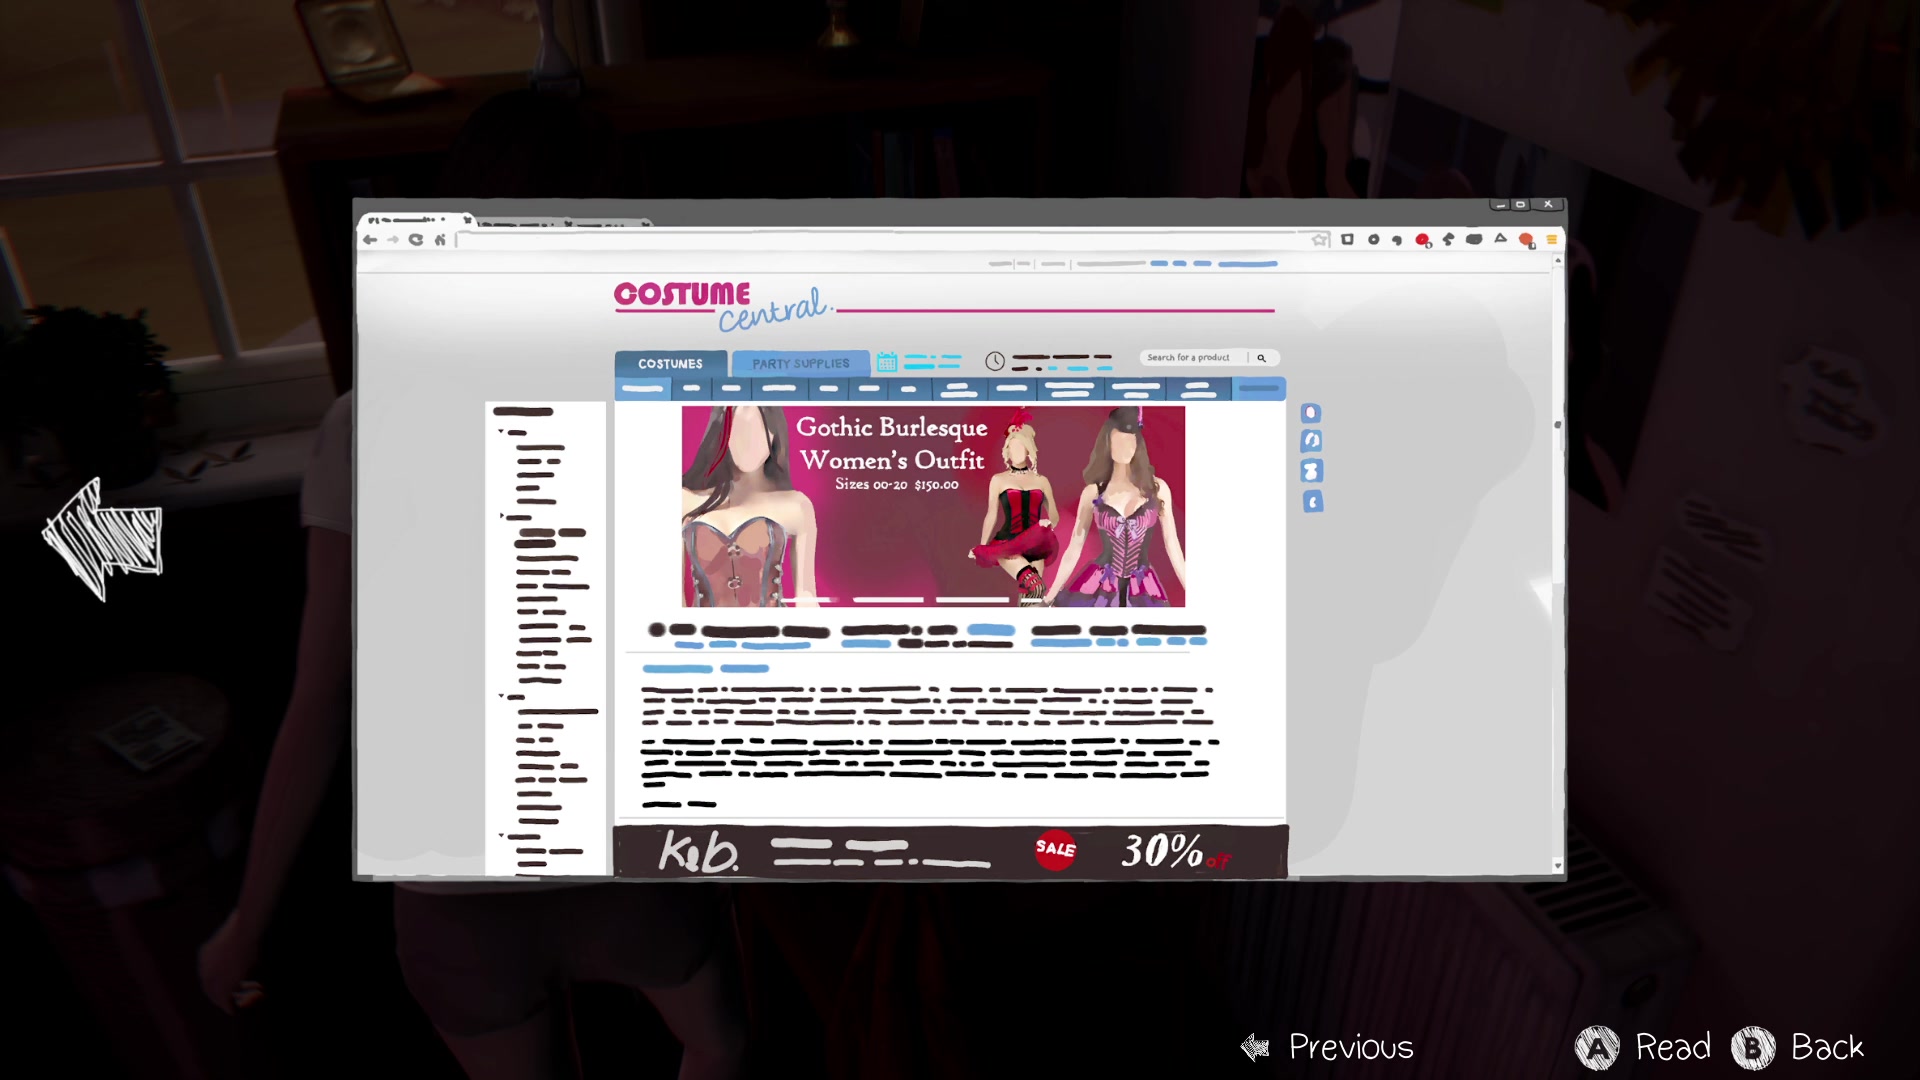 COSTUME
central.
COSTUMES
PARTY SUPPLIES
Search for a product
Gothic Burlesque
Women's Outfit
Sizes 00-20 $150.00
Keb.
SALE
30% off
Previous
A Read
B Back